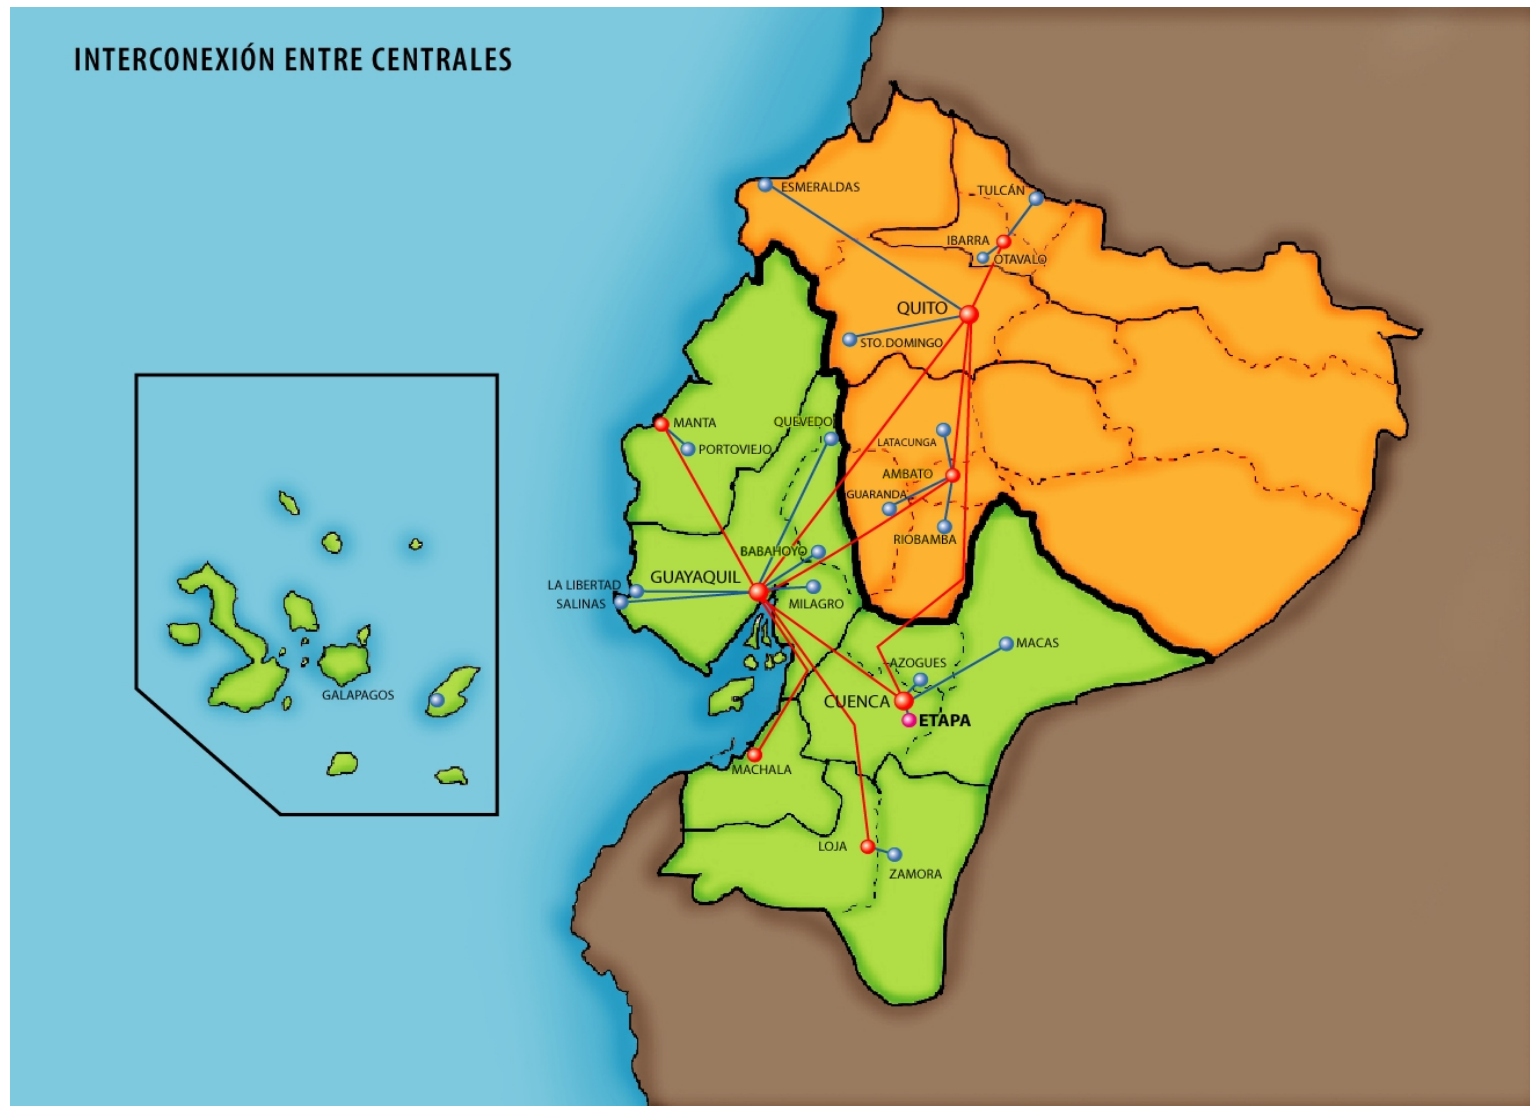 INTERCONEXIÓN ENTRE CENTRALES
ESMERALDAS
TULCÁN
IBARRA
OTAVALO
QUITO
STO. DOMINGO
MANTA
QUEVEDO
PORTOVIEJO
LATACUNGA
AMBATO
GUARANDA
RIOBAMBA
BABAHOYO
GUAYAQUIL
LA LIBERTAD
SALINAS
MILAGRO
MACAS
AZOGUES
GALAPAGOS
CUENCA
ETAPA
MACHALA
LOJA
ZAMORA